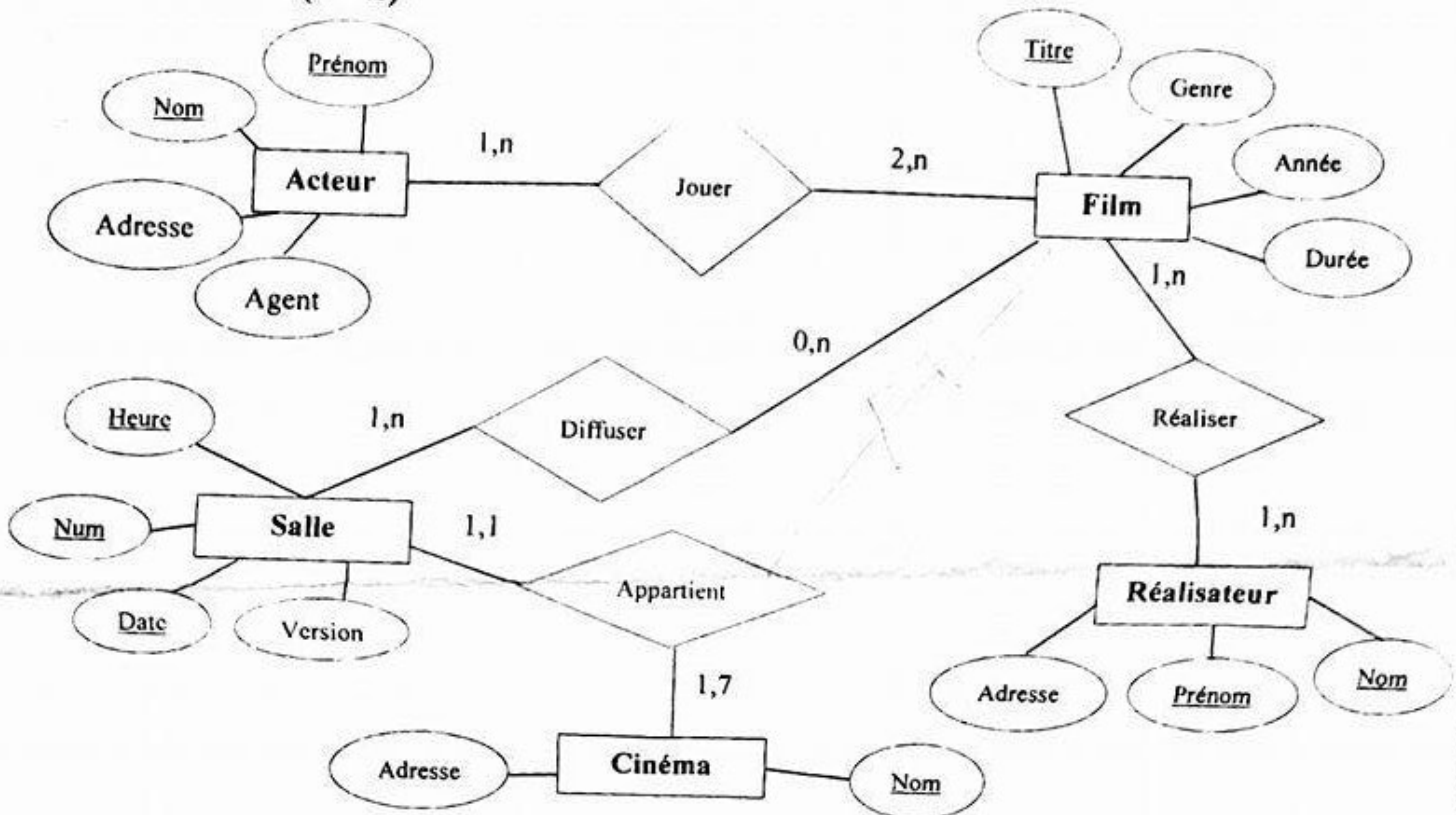 Prénom
Nom
Acteur
Adresse
Agent
1,n
Jouer
2,n
Titre
Genre
Année
Film
Durée
1,n
0,n
Heure
1,n
Diffuser
Réaliser
Num
Salle
1,1
1,n
Date
Version
Appartient
Réalisateur
1,7
Adresse
Prénom
Nom
Adresse
Cinéma
Nom